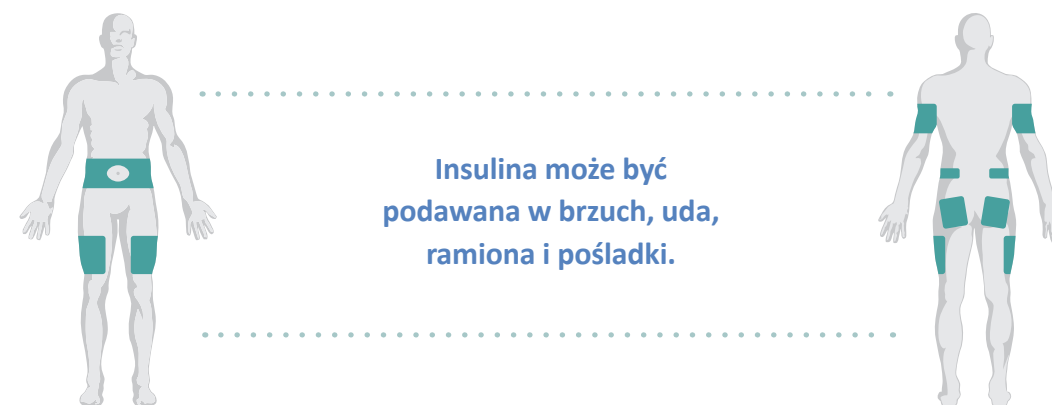 Insulina może być
podawana w brzuch, uda,
ramiona i pośladki.